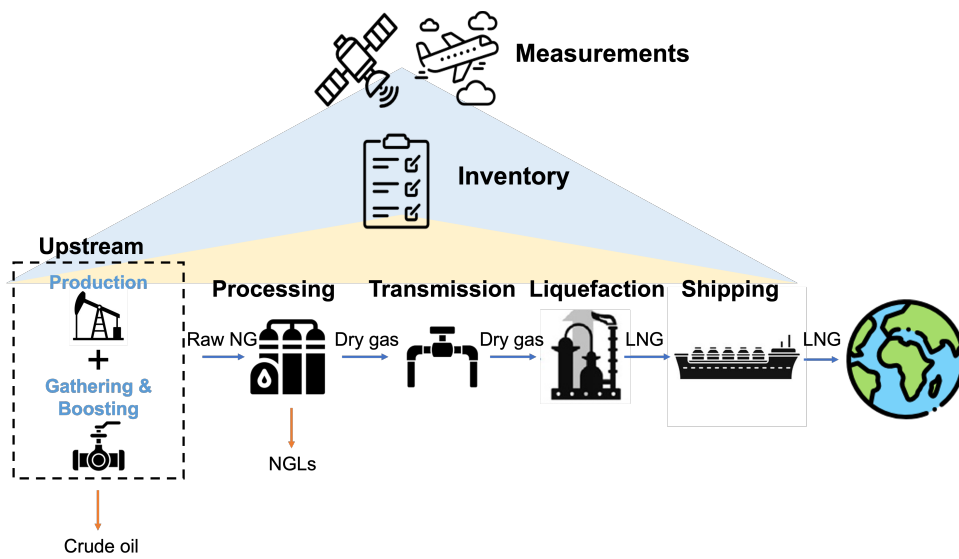 Measurements
Inventory
Upstream
Production
+
Gathering &
Boosting
Crude oil
Raw NG
Processing
NGLs
Dry gas
Transmission
Dry gas
Liquefaction
LNG
Shipping
LNG